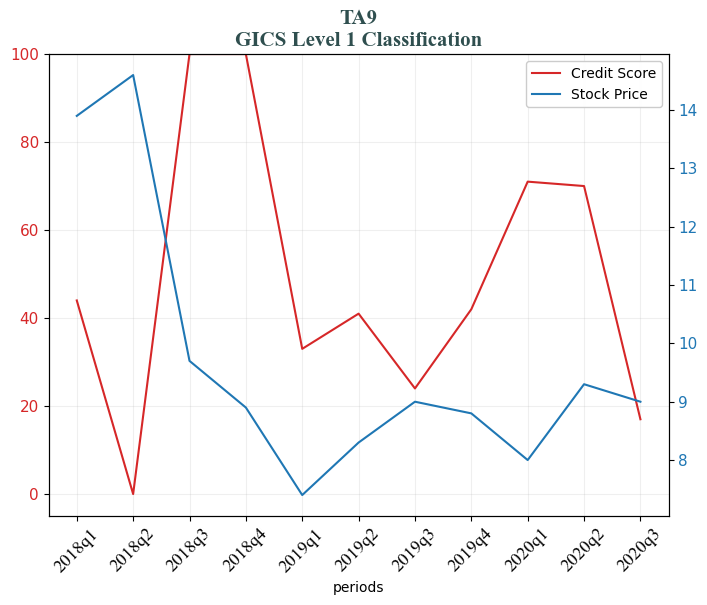 TA9
GICS Level 1 Classification
Credit Score
Stock Price
100
80
60
40
20
0
14
13
12
11
10
9
8
2018q1
2018q2
2018q3
2018q4
2019q1
2019q2
2019q3
2019q4
2020q1
2020q2
2020q3
periods